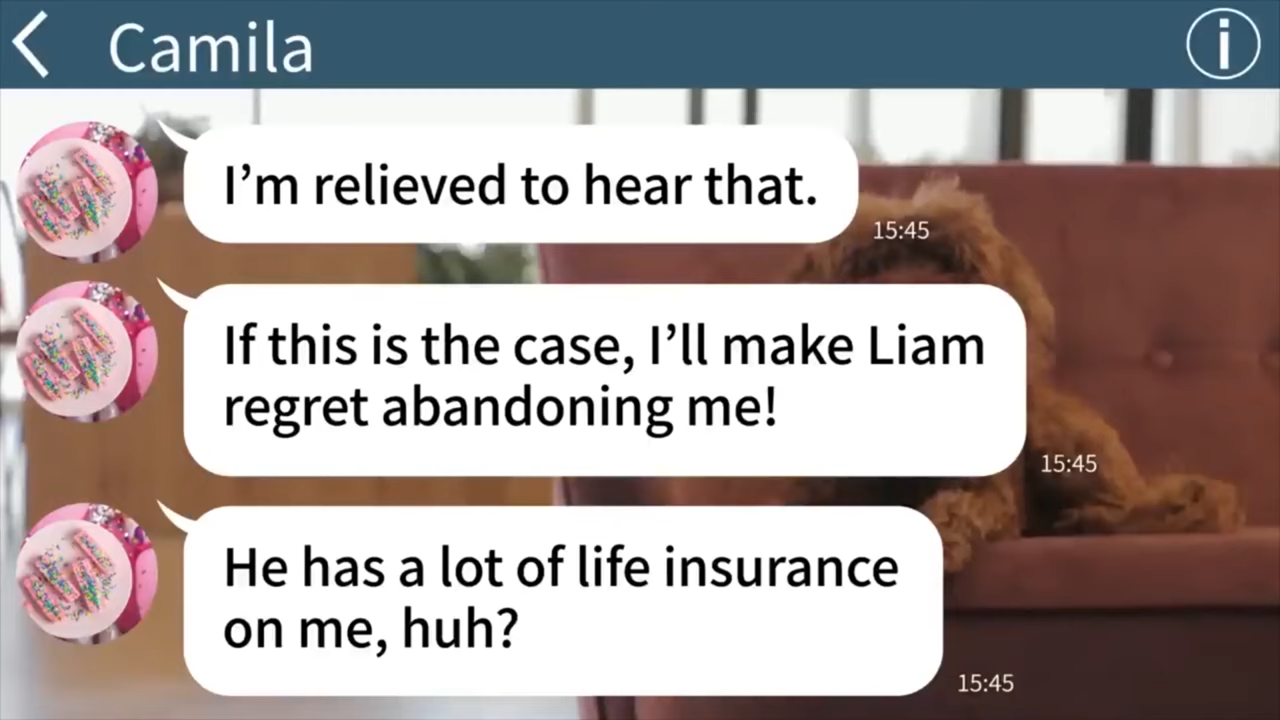 Camila
I’m relieved to hear that.
15:45
If this is the case, I’ll make Liam
regret abandoning me!
15:45
He has a lot of life insurance
on me, huh?
15:45